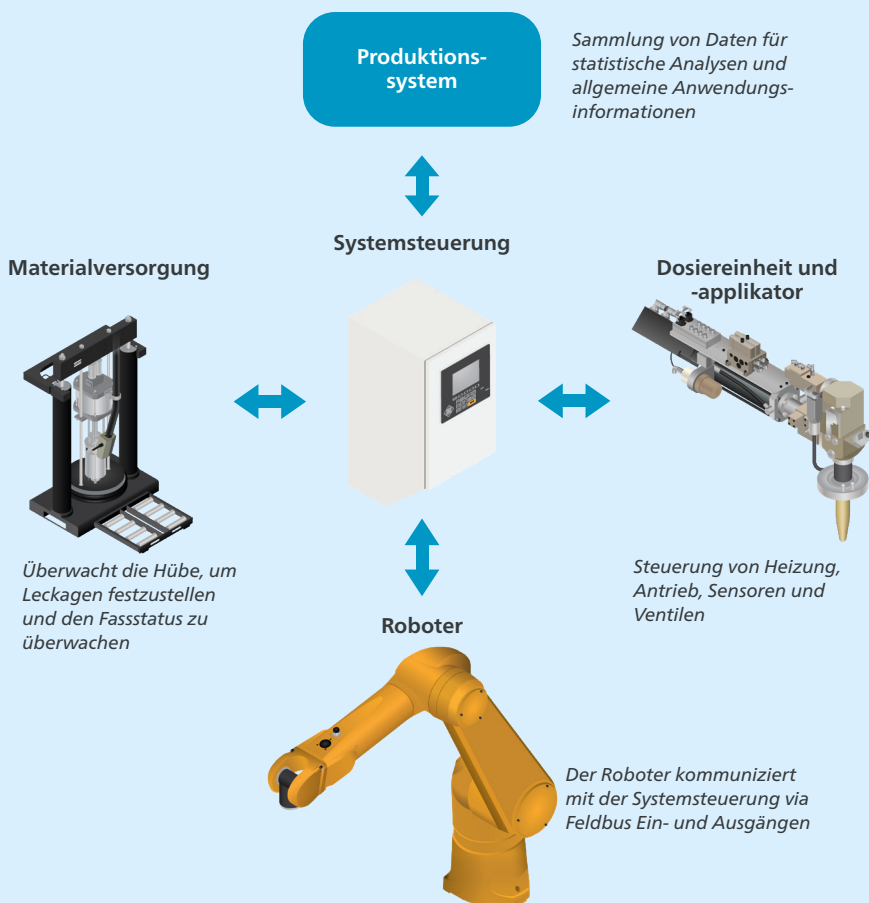 Produktions-
system
Sammlung von Daten für
statistische Analysen und
allgemeine Anwendungs-
informationen
Systemsteuerung
Materialversorgung
Dosiereinheit und
-applikator
Überwacht die Hübe, um
Leckagen festzustellen
und den Fassstatus zu
überwachen
Steuerung von Heizung,
Antrieb, Sensoren und
Ventilen
Roboter
Der Roboter kommuniziert
mit der Systemsteuerung via
Feldbus Ein- und Ausgängen